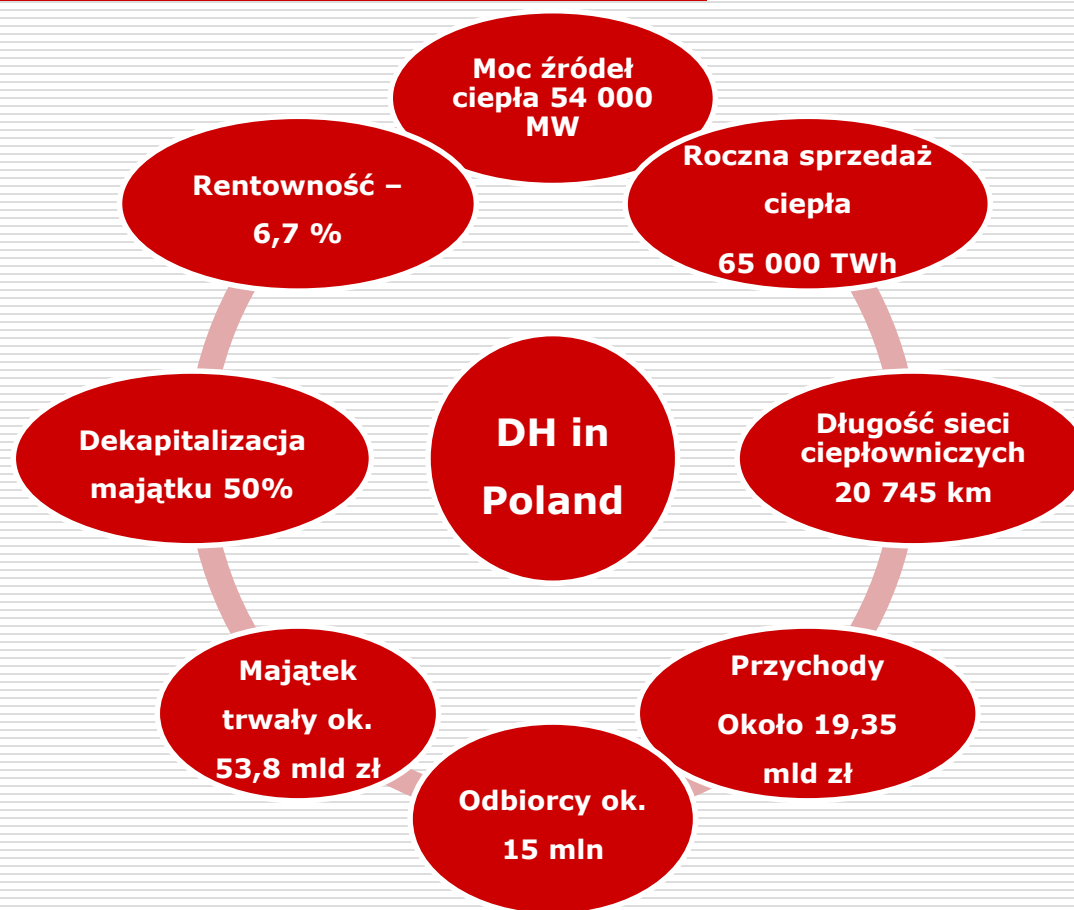 Moc źródeł
ciepła 54 000
MW
Roczna sprzedaż
ciepła
65 000 TWh
Długość sieci
ciepłowniczych
20 745 km
Przychody
Około 19,35
mld zł
Odbiorcy ok.
15 mln
Majątek
trwały ok.
53,8 mld zł
Dekapitalizacja
majątku 50%
Rentowność –
6,7 %
DH in
Poland